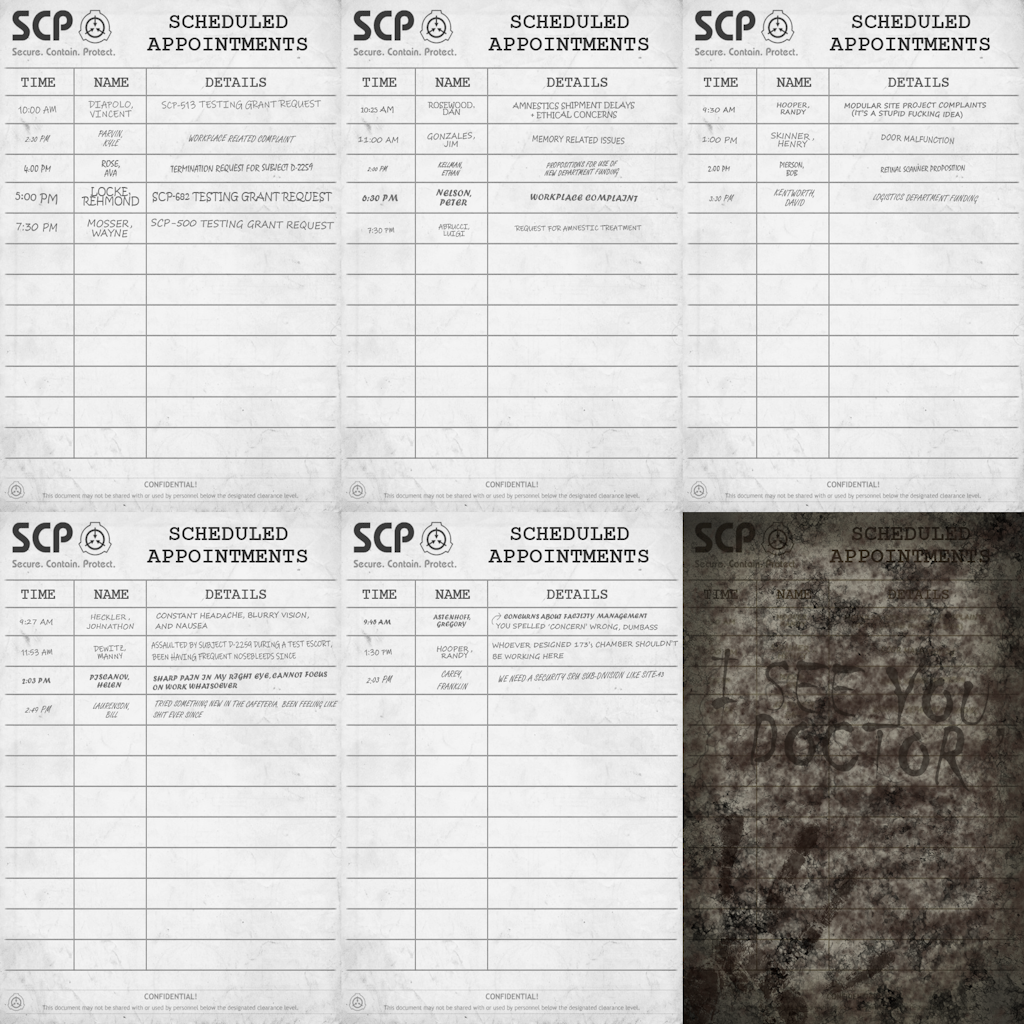 SCP
Secure. Contain. Protect.
SCHEDULED
APPOINTMENTS
TIME NAME DETAILS
10:00 AM DIAPOLO, VINCENT SCP-513 TESTING GRANT REQUEST
2:30 PM PARVIN, KYLE WORKPLACE RELATED COMPLAINT
4:00 PM ROSE, AVA TERMINATION REQUEST FOR SUBJECT D-2259
5:00 PM LOCKE, REHMOND SCP-682 TESTING GRANT REQUEST
7:30 PM MOSSER, WAYNE SCP-500 TESTING GRANT REQUEST
CONFIDENTIAL!
This document may not be shared with or used by personnel below the designated clearance level.
SCP
Secure. Contain. Protect.
SCHEDULED
APPOINTMENTS
TIME NAME DETAILS
10:25 AM ROSEWOOD, DAN AMNESTICS SHIPMENT DELAYS
+ ETHICAL CONCERNS
11:00 AM GONZALES, JIM MEMORY RELATED ISSUES
2:00 PM KELLMAN, ETHAN PROPOSITIONS FOR USE OF
NEW DEPARTMENT FUNDING
6:30 PM NELSON, PETER WORKPLACE COMPLAINT
7:30 PM ABRUCCI, LUIGI REQUEST FOR AMNESTIC TREATMENT
CONFIDENTIAL!
This document may not be shared with or used by personnel below the designated clearance level.
SCP
Secure. Contain. Protect.
SCHEDULED
APPOINTMENTS
TIME NAME DETAILS
9:30 AM HOOPER, RANDY MODULAR SITE PROJECT COMPLAINTS
(IT'S A STUPID FUCKING IDEA)
1:00 PM SKINNER, HENRY DOOR MALFUNCTION
2:00 PM PIERSON, BOB RETINAL SCANNER PROPOSITION
3:30 PM KENTWORTH, DAVID LOGISTICS DEPARTMENT FUNDING
CONFIDENTIAL!
This document may not be shared with or used by personnel below the designated clearance level.
SCP
Secure. Contain. Protect.
SCHEDULED
APPOINTMENTS
TIME NAME DETAILS
9:27 AM HECKLER, JOHNATHON CONSTANT HEADACHE, BLURRY VISION,
AND NAUSEA
11:53 AM DEWITZ, MANNY ASSAULTED BY SUBJECT D-2259 DURING A TEST ESCORT,
BEEN HAVING FREQUENT NOSEBLEEDS SINCE
2:03 PM PISCANOV, HELEN SHARP PAIN IN MY RIGHT EYE, CANNOT FOCUS
ON WORK WHATSOEVER
2:49 PM LAURENSON, BILL TRIED SOMETHING NEW IN THE CAFETERIA, BEEN FEELING LIKE
SHIT EVER SINCE
CONFIDENTIAL!
This document may not be shared with or used by personnel below the designated clearance level.
SCP
Secure. Contain. Protect.
SCHEDULED
APPOINTMENTS
TIME NAME DETAILS
9:40 AM ASTENHOFF, GREGORY CONCURNS ABOUT FACILITY MANAGEMENT
YOU SPELLED 'CONCERN' WRONG, DUMBASS
1:30 PM HOOPER, RANDY WHOEVER DESIGNED 173'S CHAMBER SHOULDN'T
BE WORKING HERE
2:03 PM CAREY, FRANKLIN WE NEED A SECURITY SRU SUB-DIVISION LIKE SITE-43
CONFIDENTIAL!
This document may not be shared with or used by personnel below the designated clearance level.
SCP
Secure. Contain. Protect.
SCHEDULED
APPOINTMENTS
TIME NAME DETAILS
I SEE YOU
DOCTOR